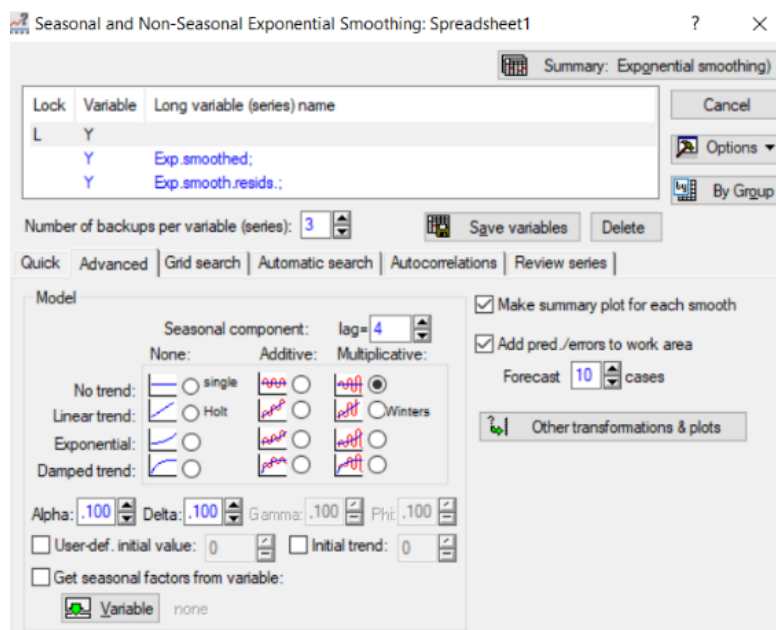 Seasonal and Non-Seasonal Exponential Smoothing: Spreadsheet1 ? ×
Summary: Exponential smoothing)
Lock Variable Long variable (series) name
L Y
Y Exp.smoothed;
Y Exp.smooth.resids.;
Cancel
Options
By Group
Number of backups per variable (series): 3 Save variables Delete
Quick Advanced Grid search Automatic search Autocorrelations Review series
Model
Seasonal component: lag= 4
None: Additive: Multiplicative:
No trend: single
Linear trend: Holt Winters
Exponential:
Damped trend:
Alpha: .100 Delta: .100 Gamma: .100 Phi: .100
User-def. initial value: 0 Initial trend: 0
Get seasonal factors from variable:
Variable none
Make summary plot for each smooth
Add pred./errors to work area
Forecast 10 cases
Other transformations & plots